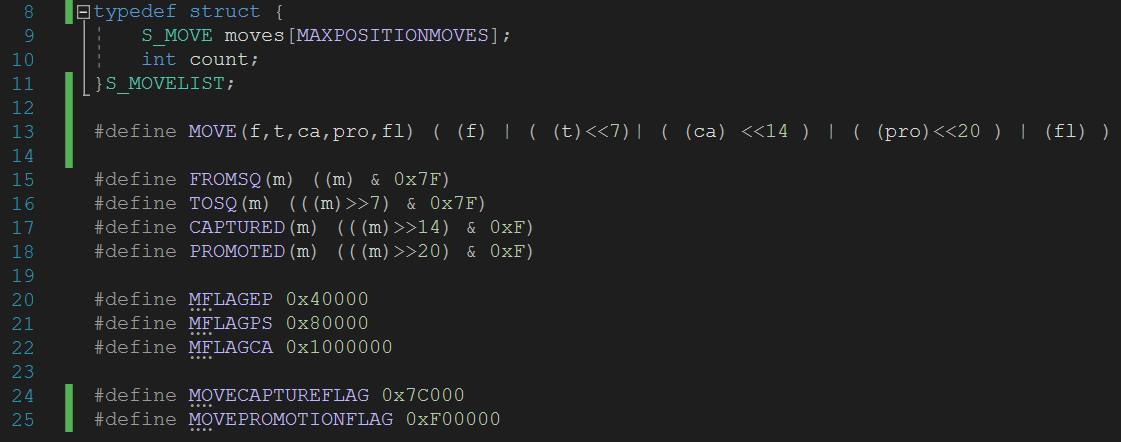 8 typedef struct {
9 S_MOVE moves[MAXPOSITIONMOVES];
10 int count;
11 }S_MOVELIST;
12
13 #define MOVE(f,t,ca,pro,fl) ( (f) | ( (t)<<7)| ( (ca) <<14 ) | ( (pro)<<20 ) | (fl) )
14
15 #define FROMSQ(m) ((m) & 0x7F)
16 #define TOSQ(m) (((m)>>7) & 0x7F)
17 #define CAPTURED(m) (((m)>>14) & 0xF)
18 #define PROMOTED(m) (((m)>>20) & 0xF)
19
20 #define MFLAGEP 0x40000
21 #define MFLAGPS 0x80000
22 #define MFLAGCA 0x1000000
23
24 #define MOVECAPTUREFLAG 0x7C000
25 #define MOVEPROMOTIONFLAG 0xF00000